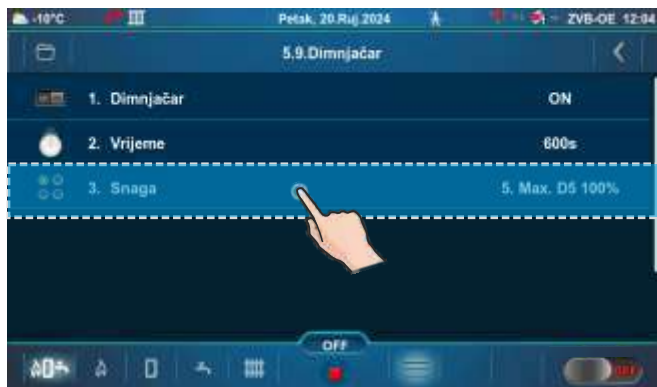 -10°C Petak, 20.Ruj.2024 ZVB-OE 12:04
5.9.Dimnjačar
1. Dimnjačar ON
2. Vrijeme 600s
3. Snaga 5. Max. D5 100%
OFF
OFF